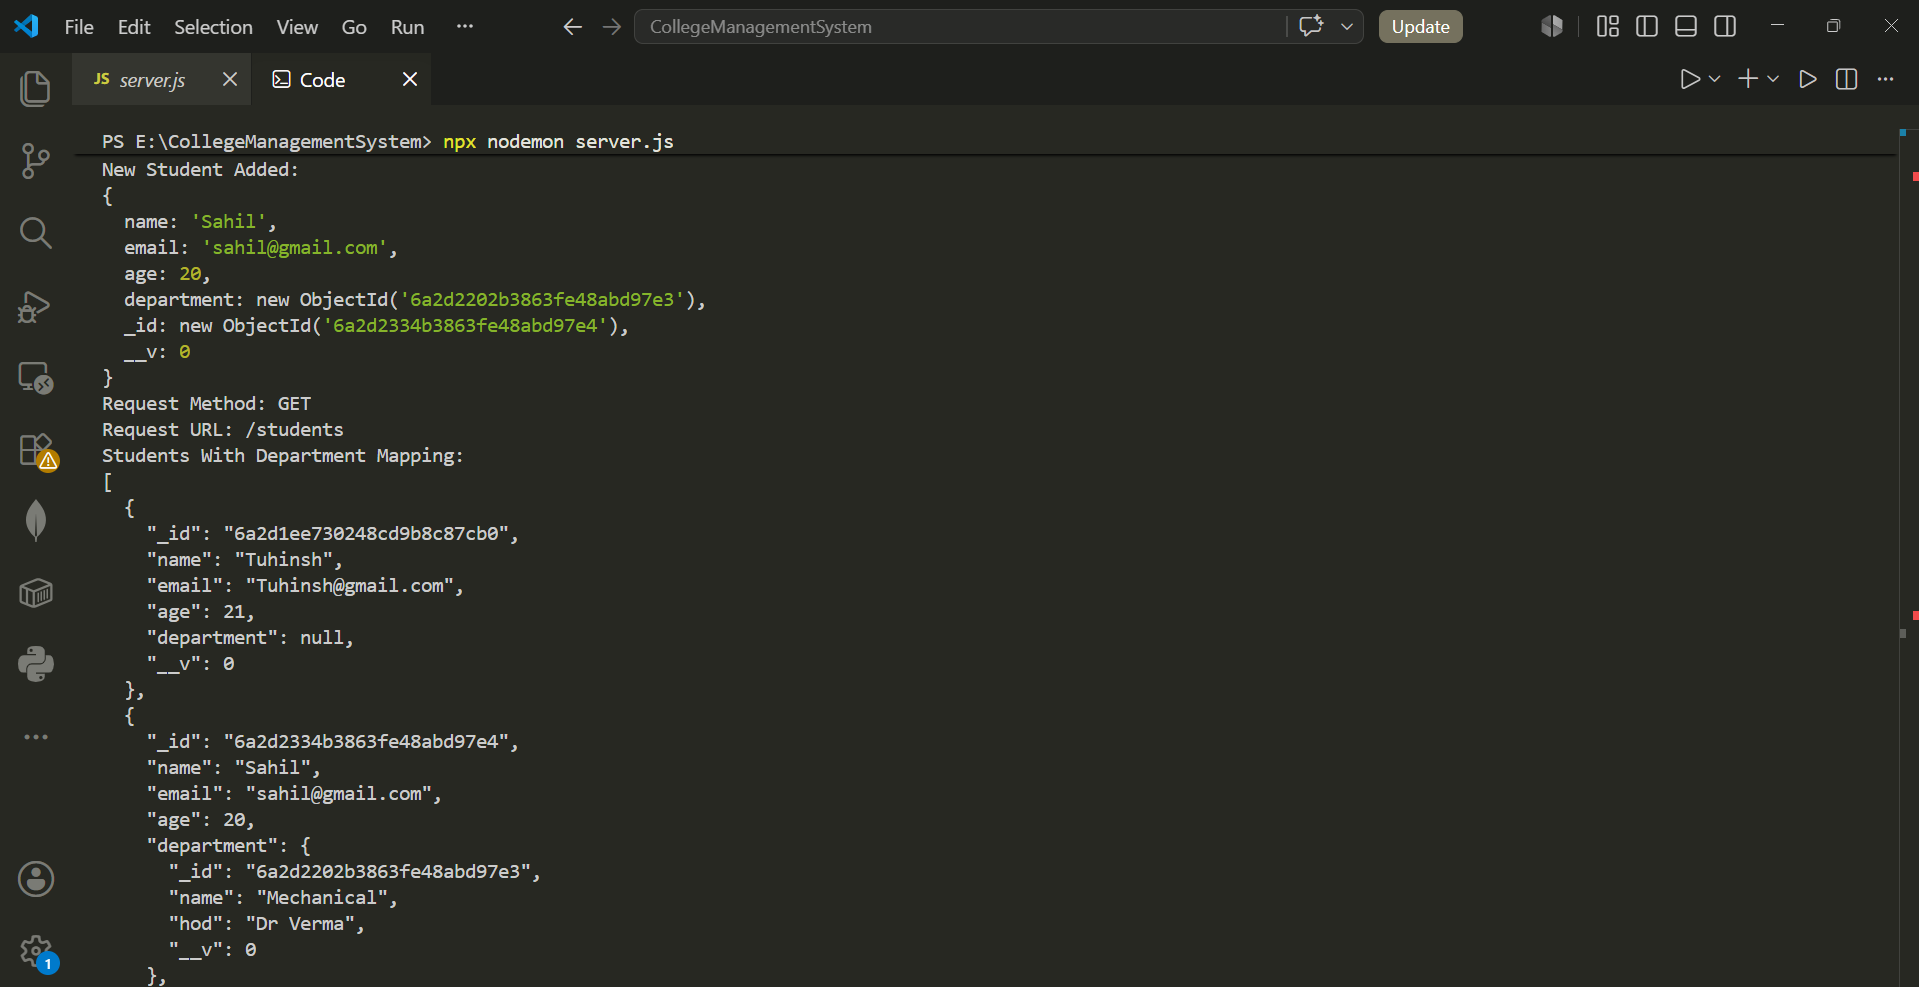 File Edit Selection View Go Run ···
CollegeManagementSystem
Update
JS server.js
Code
PS E:\CollegeManagementSystem> npx nodemon server.js
New Student Added:
{
  name: 'Sahil',
  email: 'sahil@gmail.com',
  age: 20,
  department: new ObjectId('6a2d2202b3863fe48abd97e3'),
  _id: new ObjectId('6a2d2334b3863fe48abd97e4'),
  __v: 0
}
Request Method: GET
Request URL: /students
Students With Department Mapping:
[
  {
    "_id": "6a2d1ee730248cd9b8c87cb0",
    "name": "Tuhinsh",
    "email": "Tuhinsh@gmail.com",
    "age": 21,
    "department": null,
    "__v": 0
  },
  {
    "_id": "6a2d2334b3863fe48abd97e4",
    "name": "Sahil",
    "email": "sahil@gmail.com",
    "age": 20,
    "department": {
      "_id": "6a2d2202b3863fe48abd97e3",
      "name": "Mechanical",
      "hod": "Dr Verma",
      "__v": 0
    },
1